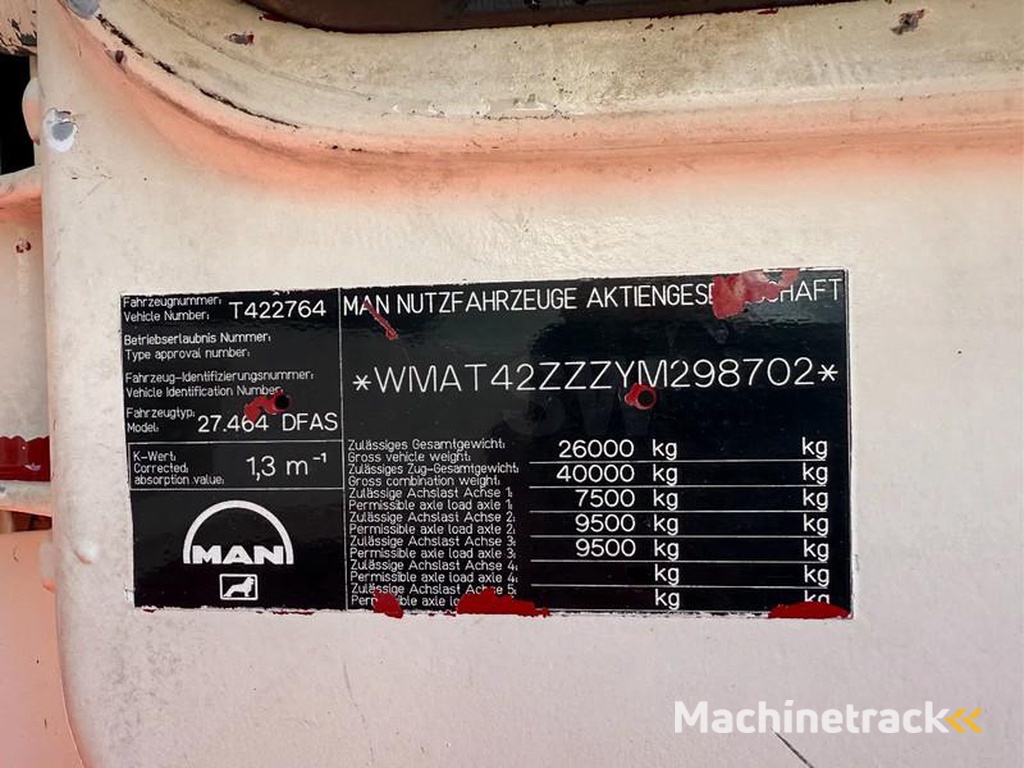 Fahrzeugnummer:
Vehicle Number: T422764
Betriebserlaubnis Nummer:
Type approval number:
Fahrzeug-Identifizierungsnummer:
Vehicle Identification Number:
Fahrzeugtyp:
Model: 27.464 DFAS
K-Wert:
Corrected
absorption value: 1,3 m⁻¹
MAN
MAN NUTZFAHRZEUGE AKTIENGESELLSCHAFT
*WMAT42ZZZYM298702*
Zulässiges Gesamtgewicht:
Gross vehicle weight: 26000 kg kg
Zulässiges Zug-Gesamtgewicht:
Gross combination weight: 40000 kg kg
Zulässige Achslast Achse 1:
Permissible axle load axle 1: 7500 kg kg
Zulässige Achslast Achse 2:
Permissible axle load axle 2: 9500 kg kg
Zulässige Achslast Achse 3:
Permissible axle load axle 3: 9500 kg kg
Zulässige Achslast Achse 4:
Permissible axle load axle 4: kg kg
Zulässige Achslast Achse 5:
Permissible axle kg kg
Machinetrack